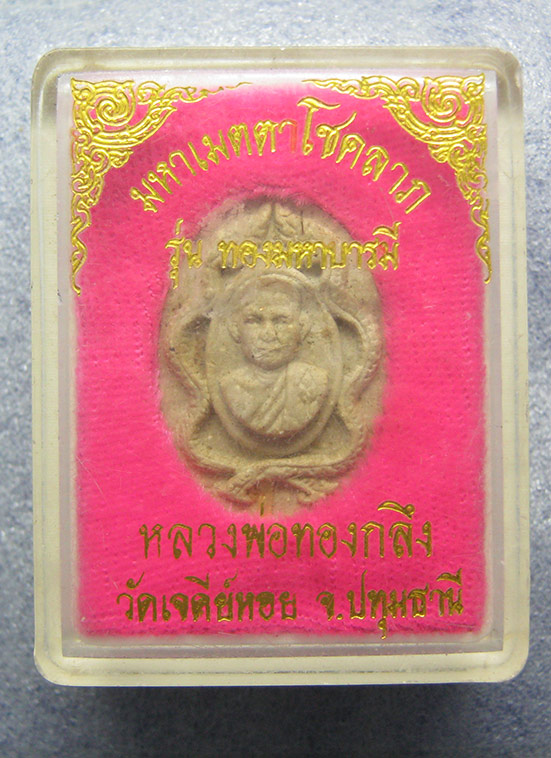 มหาเมตตาโชคลาภ
รุ่น ทองมหาบารมี
หลวงพ่อทองกลึง
วัดเจดีย์หอย จ.ปทุมธานี